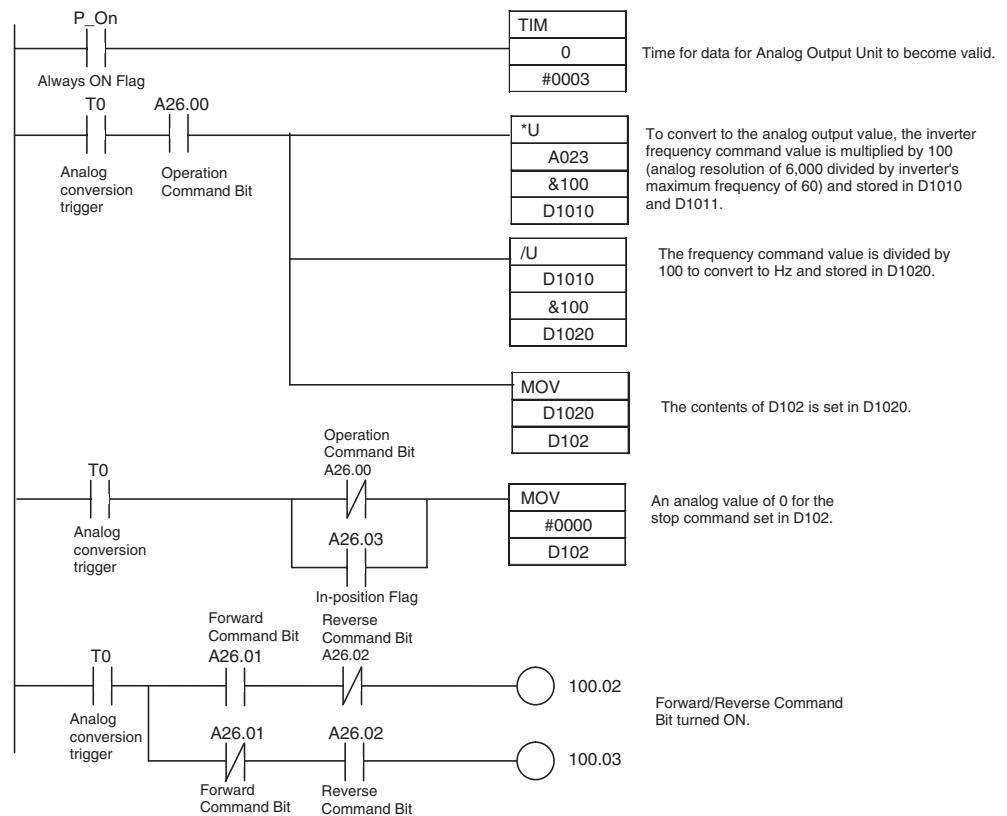 P_On
Always ON Flag
TIM
0
#0003
Time for data for Analog Output Unit to become valid.
T0
A26.00
Analog
conversion
trigger
Operation
Command Bit
*U
A023
&100
D1010
To convert to the analog output value, the inverter
frequency command value is multiplied by 100
(analog resolution of 6,000 divided by inverter's
maximum frequency of 60) and stored in D1010
and D1011.
/U
D1010
&100
D1020
The frequency command value is divided by
100 to convert to Hz and stored in D1020.
MOV
D1020
D102
The contents of D102 is set in D1020.
T0
Analog
conversion
trigger
Operation
Command Bit
A26.00
A26.03
In-position Flag
MOV
#0000
D102
An analog value of 0 for the
stop command set in D102.
T0
Analog
conversion
trigger
Forward
Command Bit
A26.01
Reverse
Command Bit
A26.02
100.02
Forward/Reverse Command
Bit turned ON.
A26.01
Forward
Command Bit
A26.02
Reverse
Command Bit
100.03